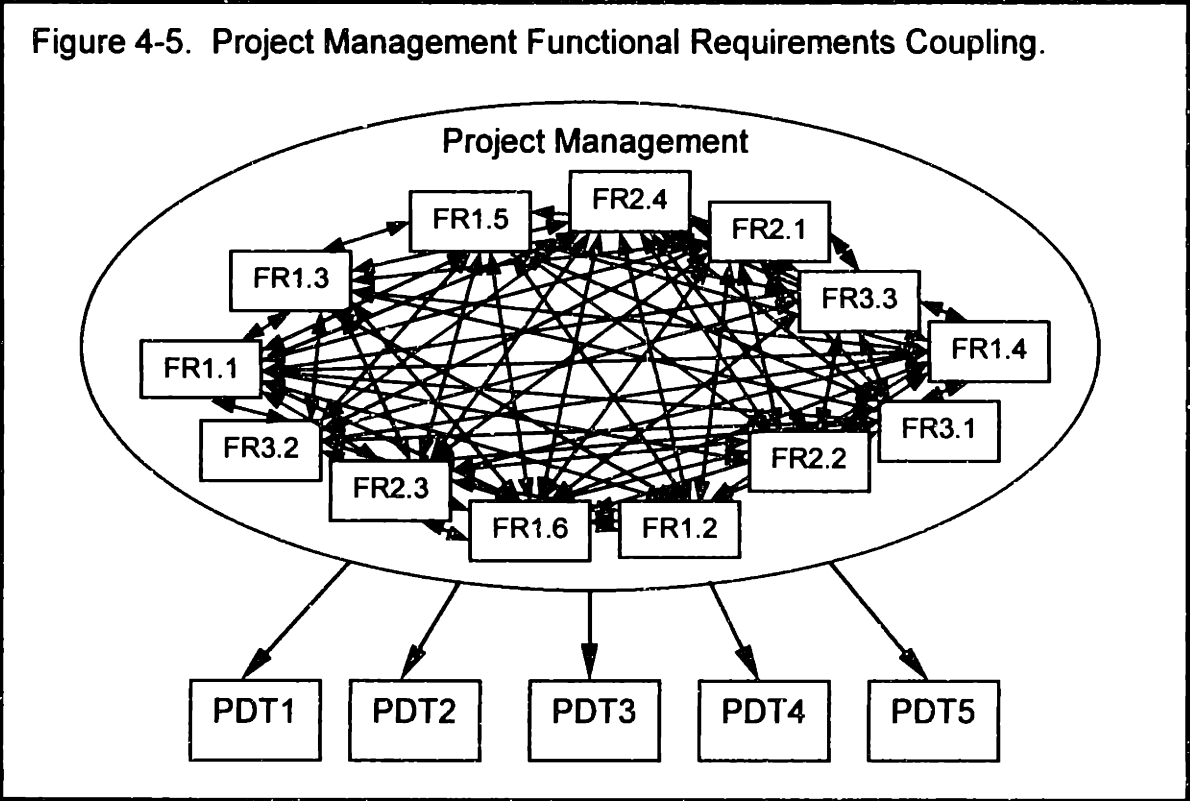 Figure 4-5. Project Management Functional Requirements Coupling.
Project Management
FR2.4
FR1.5
FR2.1
FR1.3
FR3.3
FR1.4
FR1.1
FR3.1
FR3.2
FR2.2
FR2.3
FR1.6
FR1.2
PDT1
PDT2
PDT3
PDT4
PDT5